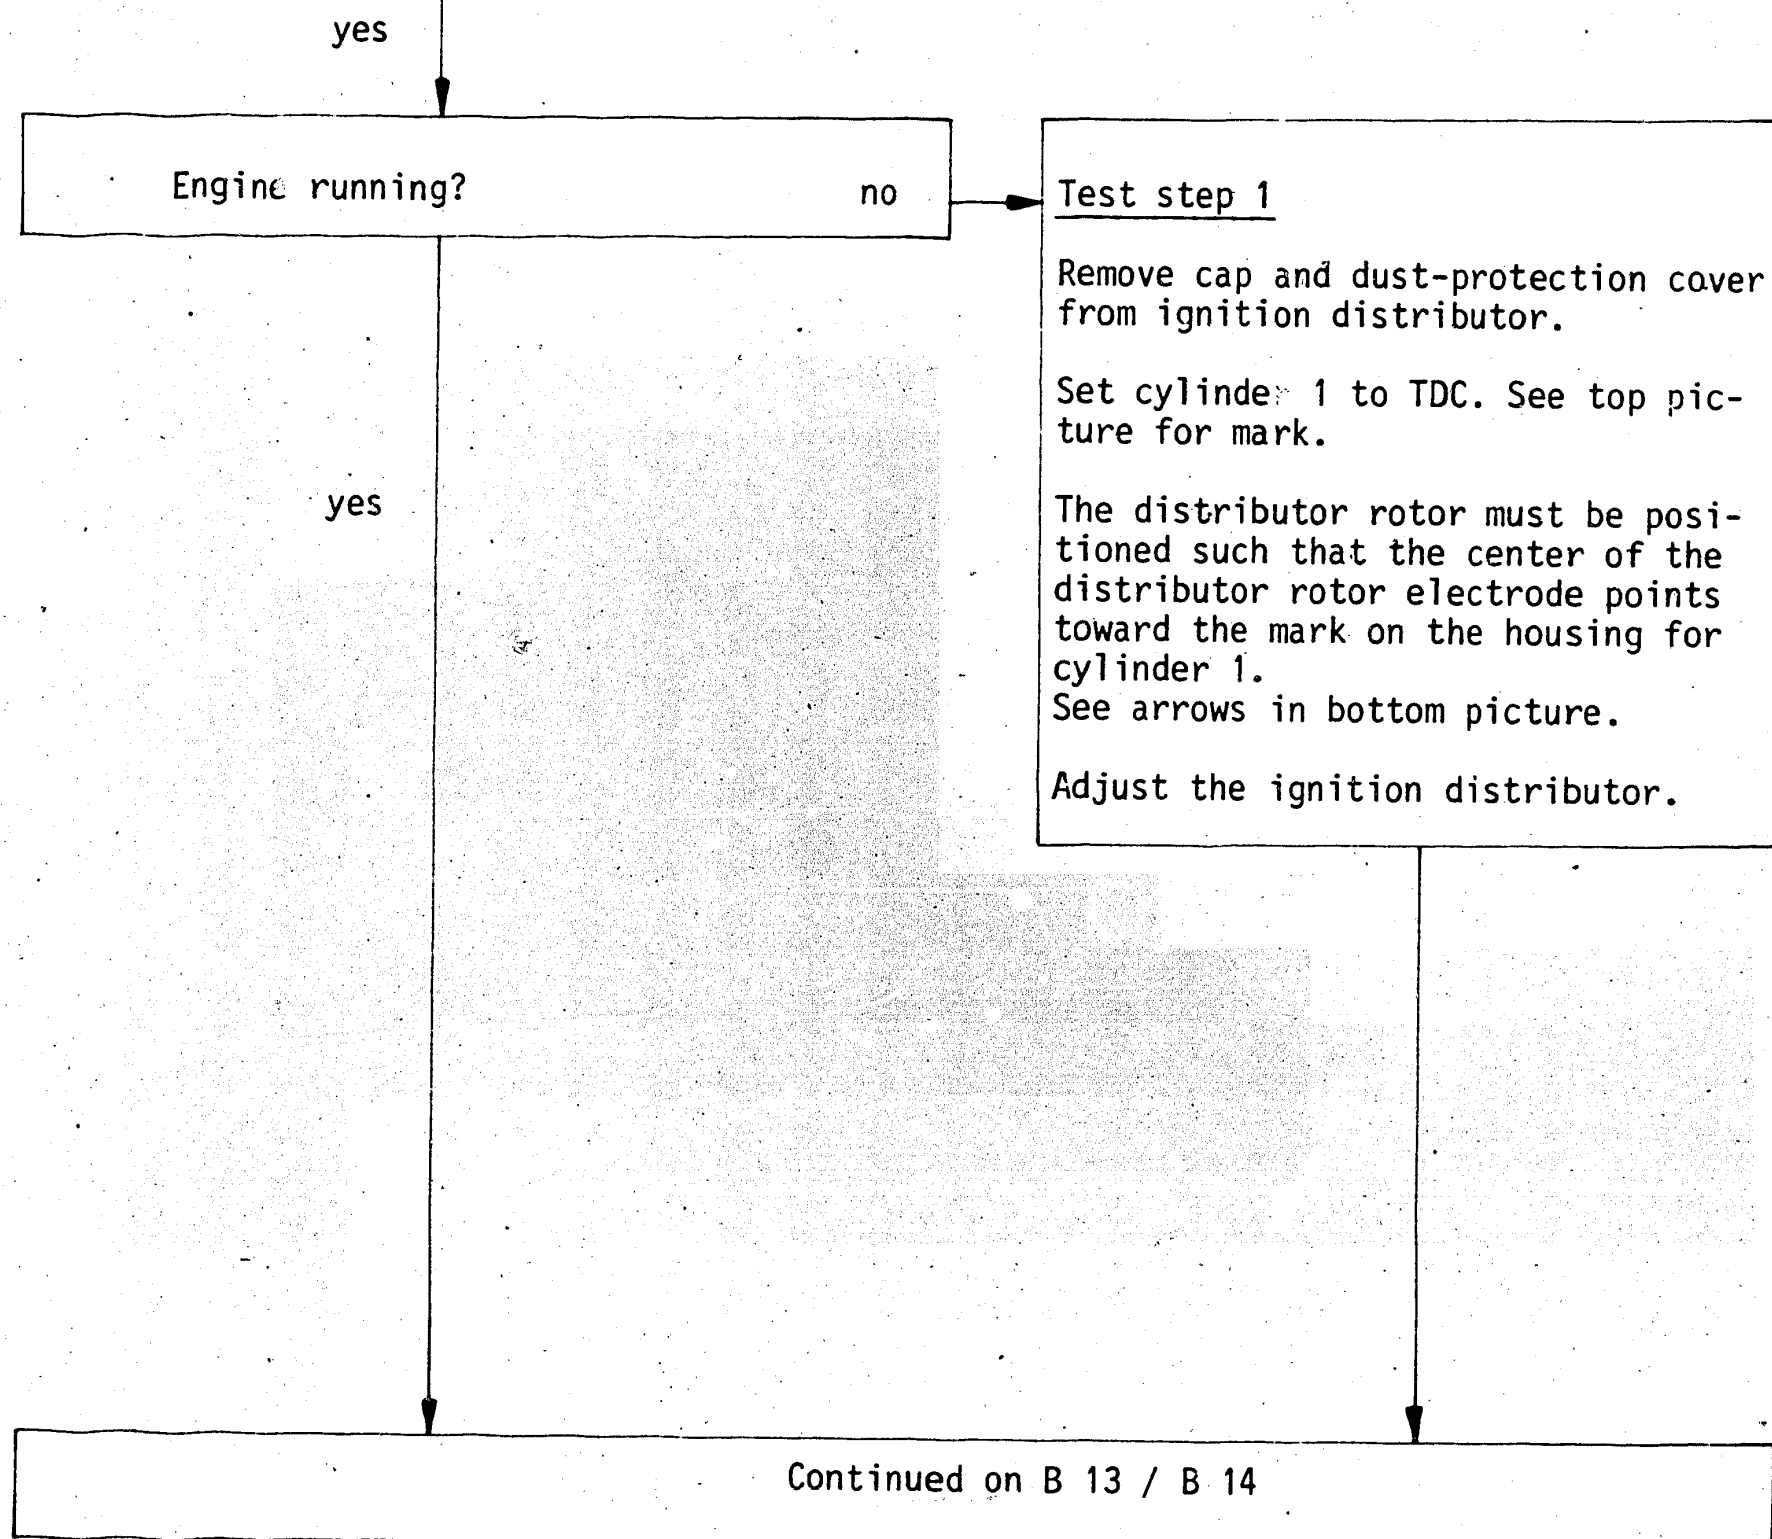 yes
Engine running? no
Test step 1
Remove cap and dust-protection cover
from ignition distributor.
Set cylinder 1 to TDC. See top pic-
ture for mark.
The distributor rotor must be posi-
tioned such that the center of the
distributor rotor electrode points
toward the mark on the housing for
cylinder 1.
See arrows in bottom picture.
Adjust the ignition distributor.
yes
Continued on B 13 / B 14